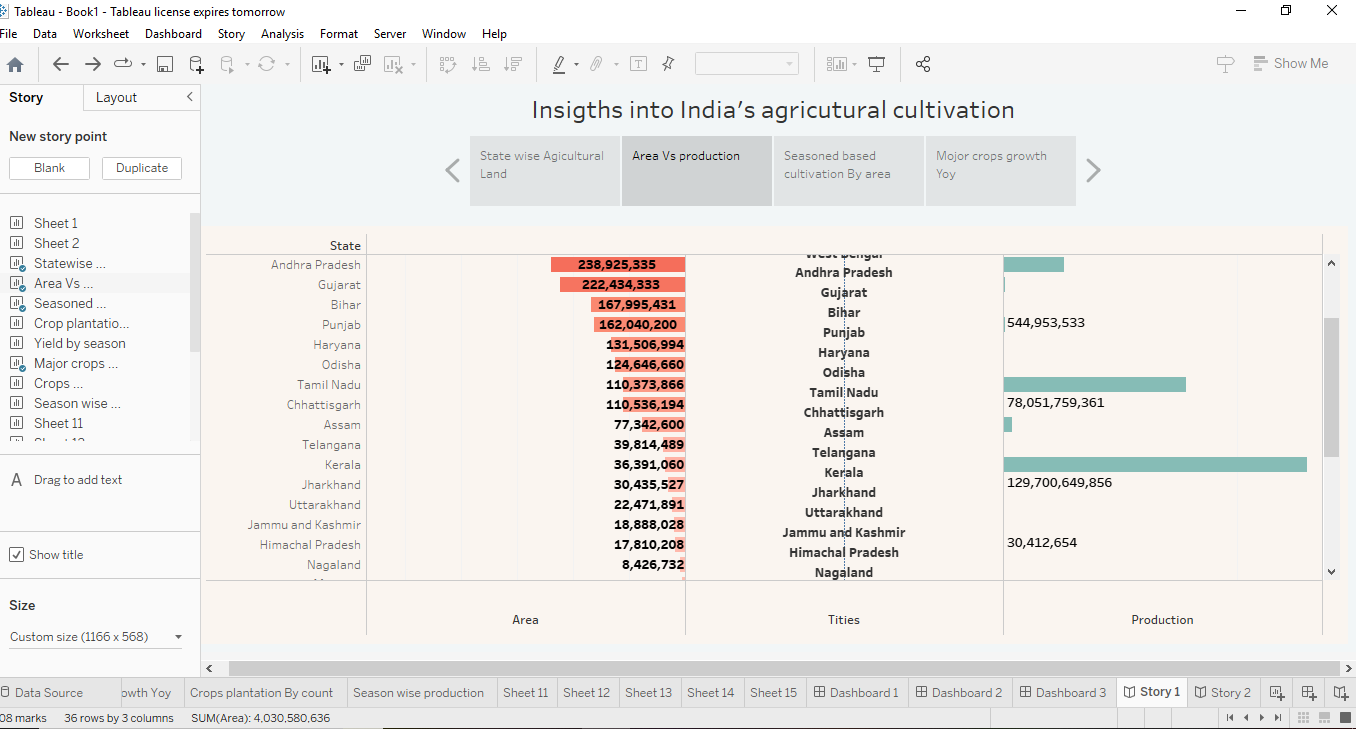 Tableau - Book1 - Tableau license expires tomorrow
File Data Worksheet Dashboard Story Analysis Format Server Window Help
Show Me
Story Layout
New story point
Blank Duplicate
Sheet 1
Sheet 2
Statewise ...
Area Vs ...
Seasoned ...
Crop plantatio...
Yield by season
Major crops ...
Crops ...
Season wise ...
Sheet 11
A Drag to add text
Show title
Size
Custom size (1166 x 568)
Insigths into India's agricutural cultivation
State wise Agicultural
Land
Area Vs production
Seasoned based
cultivation By area
Mojor crops growth
Yoy
State
West Bengal
Andhra Pradesh 238,925,335 Andhra Pradesh
Gujarat 222,434,333 Gujarat
Bihar 167,995,431 Bihar
Punjab 162,040,200 Punjab 544,953,533
Haryana 131,506,994 Haryana
Odisha 124,646,660 Odisha
Tamil Nadu 110,373,866 Tamil Nadu
Chhattisgarh 110,536,194 Chhattisgarh 78,051,759,361
Assam 77,342,600 Assam
Telangana 39,814,489 Telangana
Kerala 36,391,060 Kerala
Jharkhand 30,435,527 Jharkhand 129,700,649,856
Uttarakhand 22,471,891 Uttarakhand
Jammu and Kashmir 18,888,028 Jammu and Kashmir
Himachal Pradesh 17,810,208 Himachal Pradesh 30,412,654
Nagaland 8,426,732 Nagaland
Area Tities Production
Data Source owth Yoy Crops plantation By count Season wise production Sheet 11 Sheet 12 Sheet 13 Sheet 14 Sheet 15 Dashboard 1 Dashboard 2 Dashboard 3 Story 1 Story 2
08 marks 36 rows by 3 columns SUM(Area): 4,030,580,636